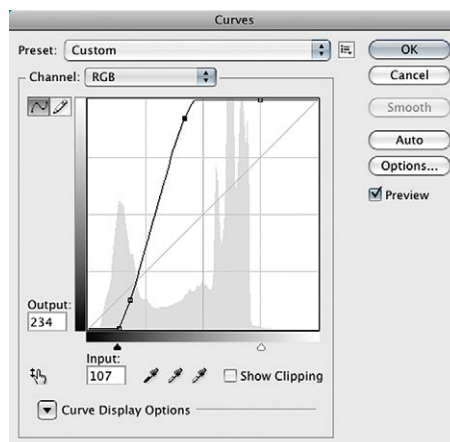 Curves
Preset: Custom
OK
Channel: RGB
Cancel
Smooth
Auto
Options...
Preview
Output:
234
Input:
107
Show Clipping
Curve Display Options